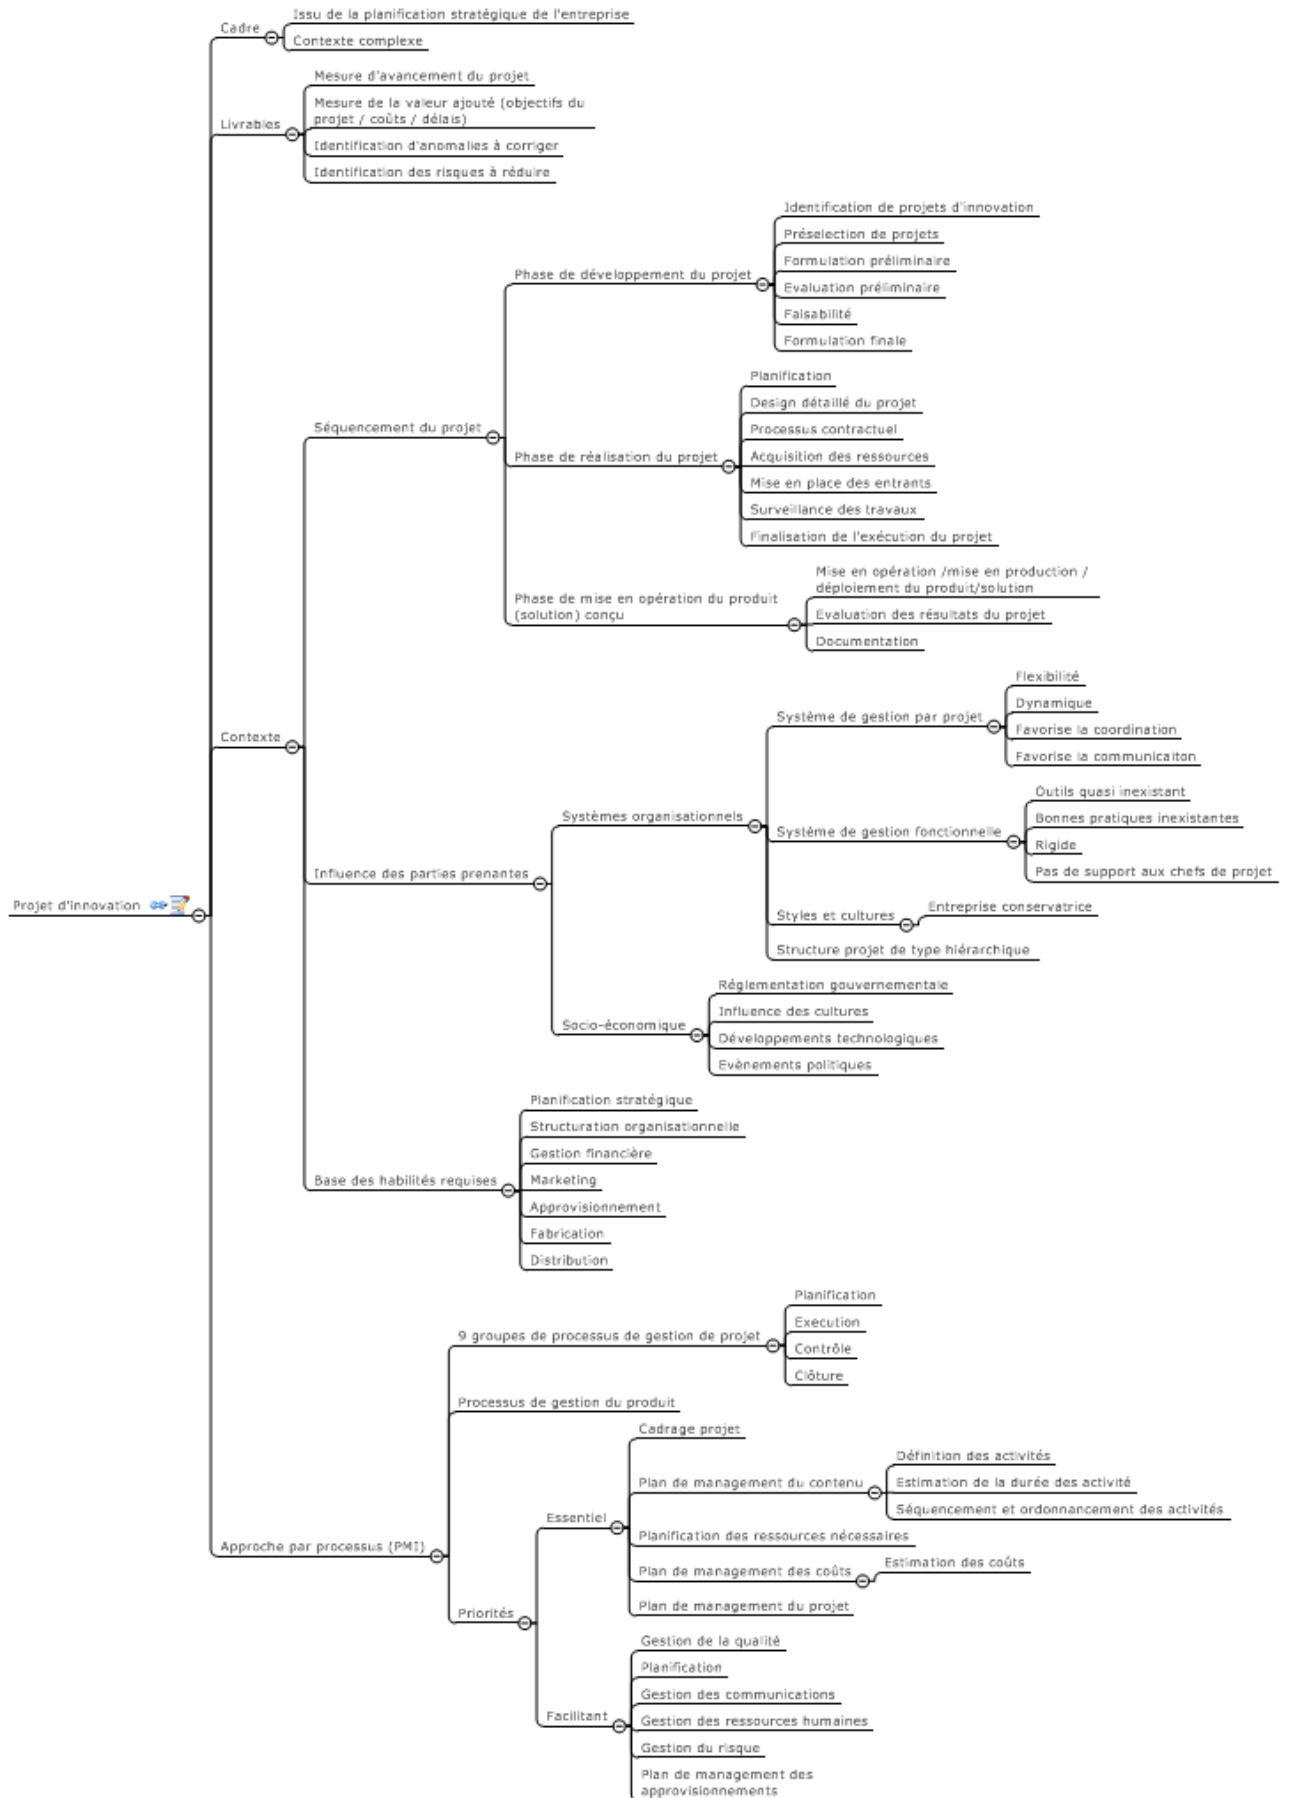 Cadre
Issu de la planification stratégique de l'entreprise
Contexte complexe
Livrables
Mesure d'avancement du projet
Mesure de la valeur ajouté (objectifs du
projet / coûts / délais)
Identification d'anomalies à corriger
Identification des risques à réduire
Contexte
Séquencement du projet
Phase de développement du projet
Identification de projets d'innovation
Préselection de projets
Formulation préliminaire
Evaluation préliminaire
Faisabilité
Formulation finale
Phase de réalisation du projet
Planification
Design détaillé du projet
Processus contractuel
Acquisition des ressources
Mise en place des entrants
Surveillance des travaux
Finalisation de l'exécution du projet
Phase de mise en opération du produit
(solution) conçu
Mise en opération /mise en production /
déploiement du produit/solution
Evaluation des résultats du projet
Documentation
Influence des parties prenantes
Systèmes organisationnels
Système de gestion par projet
Flexibilité
Dynamique
Favorise la coordination
Favorise la communicaiton
Système de gestion fonctionnelle
Outils quasi inexistant
Bonnes pratiques inexistantes
Rigide
Pas de support aux chefs de projet
Styles et cultures
Entreprise conservatrice
Structure projet de type hiérarchique
Socio-économique
Réglementation gouvernementale
Influence des cultures
Développements technologiques
Evènements politiques
Base des habilités requises
Planification stratégique
Structuration organisationnelle
Gestion financière
Marketing
Approvisionnement
Fabrication
Distribution
Projet d'innovation
Approche par processus (PMI)
9 groupes de processus de gestion de projet
Planification
Execution
Contrôle
Clôture
Processus de gestion du produit
Priorités
Essentiel
Cadrage projet
Plan de management du contenu
Définition des activités
Estimation de la durée des activité
Séquencement et ordonnancement des activités
Planification des ressources nécessaires
Plan de management des coûts
Estimation des coûts
Plan de management du projet
Facilitant
Gestion de la qualité
Planification
Gestion des communications
Gestion des ressources humaines
Gestion du risque
Plan de management des
approvisionnements